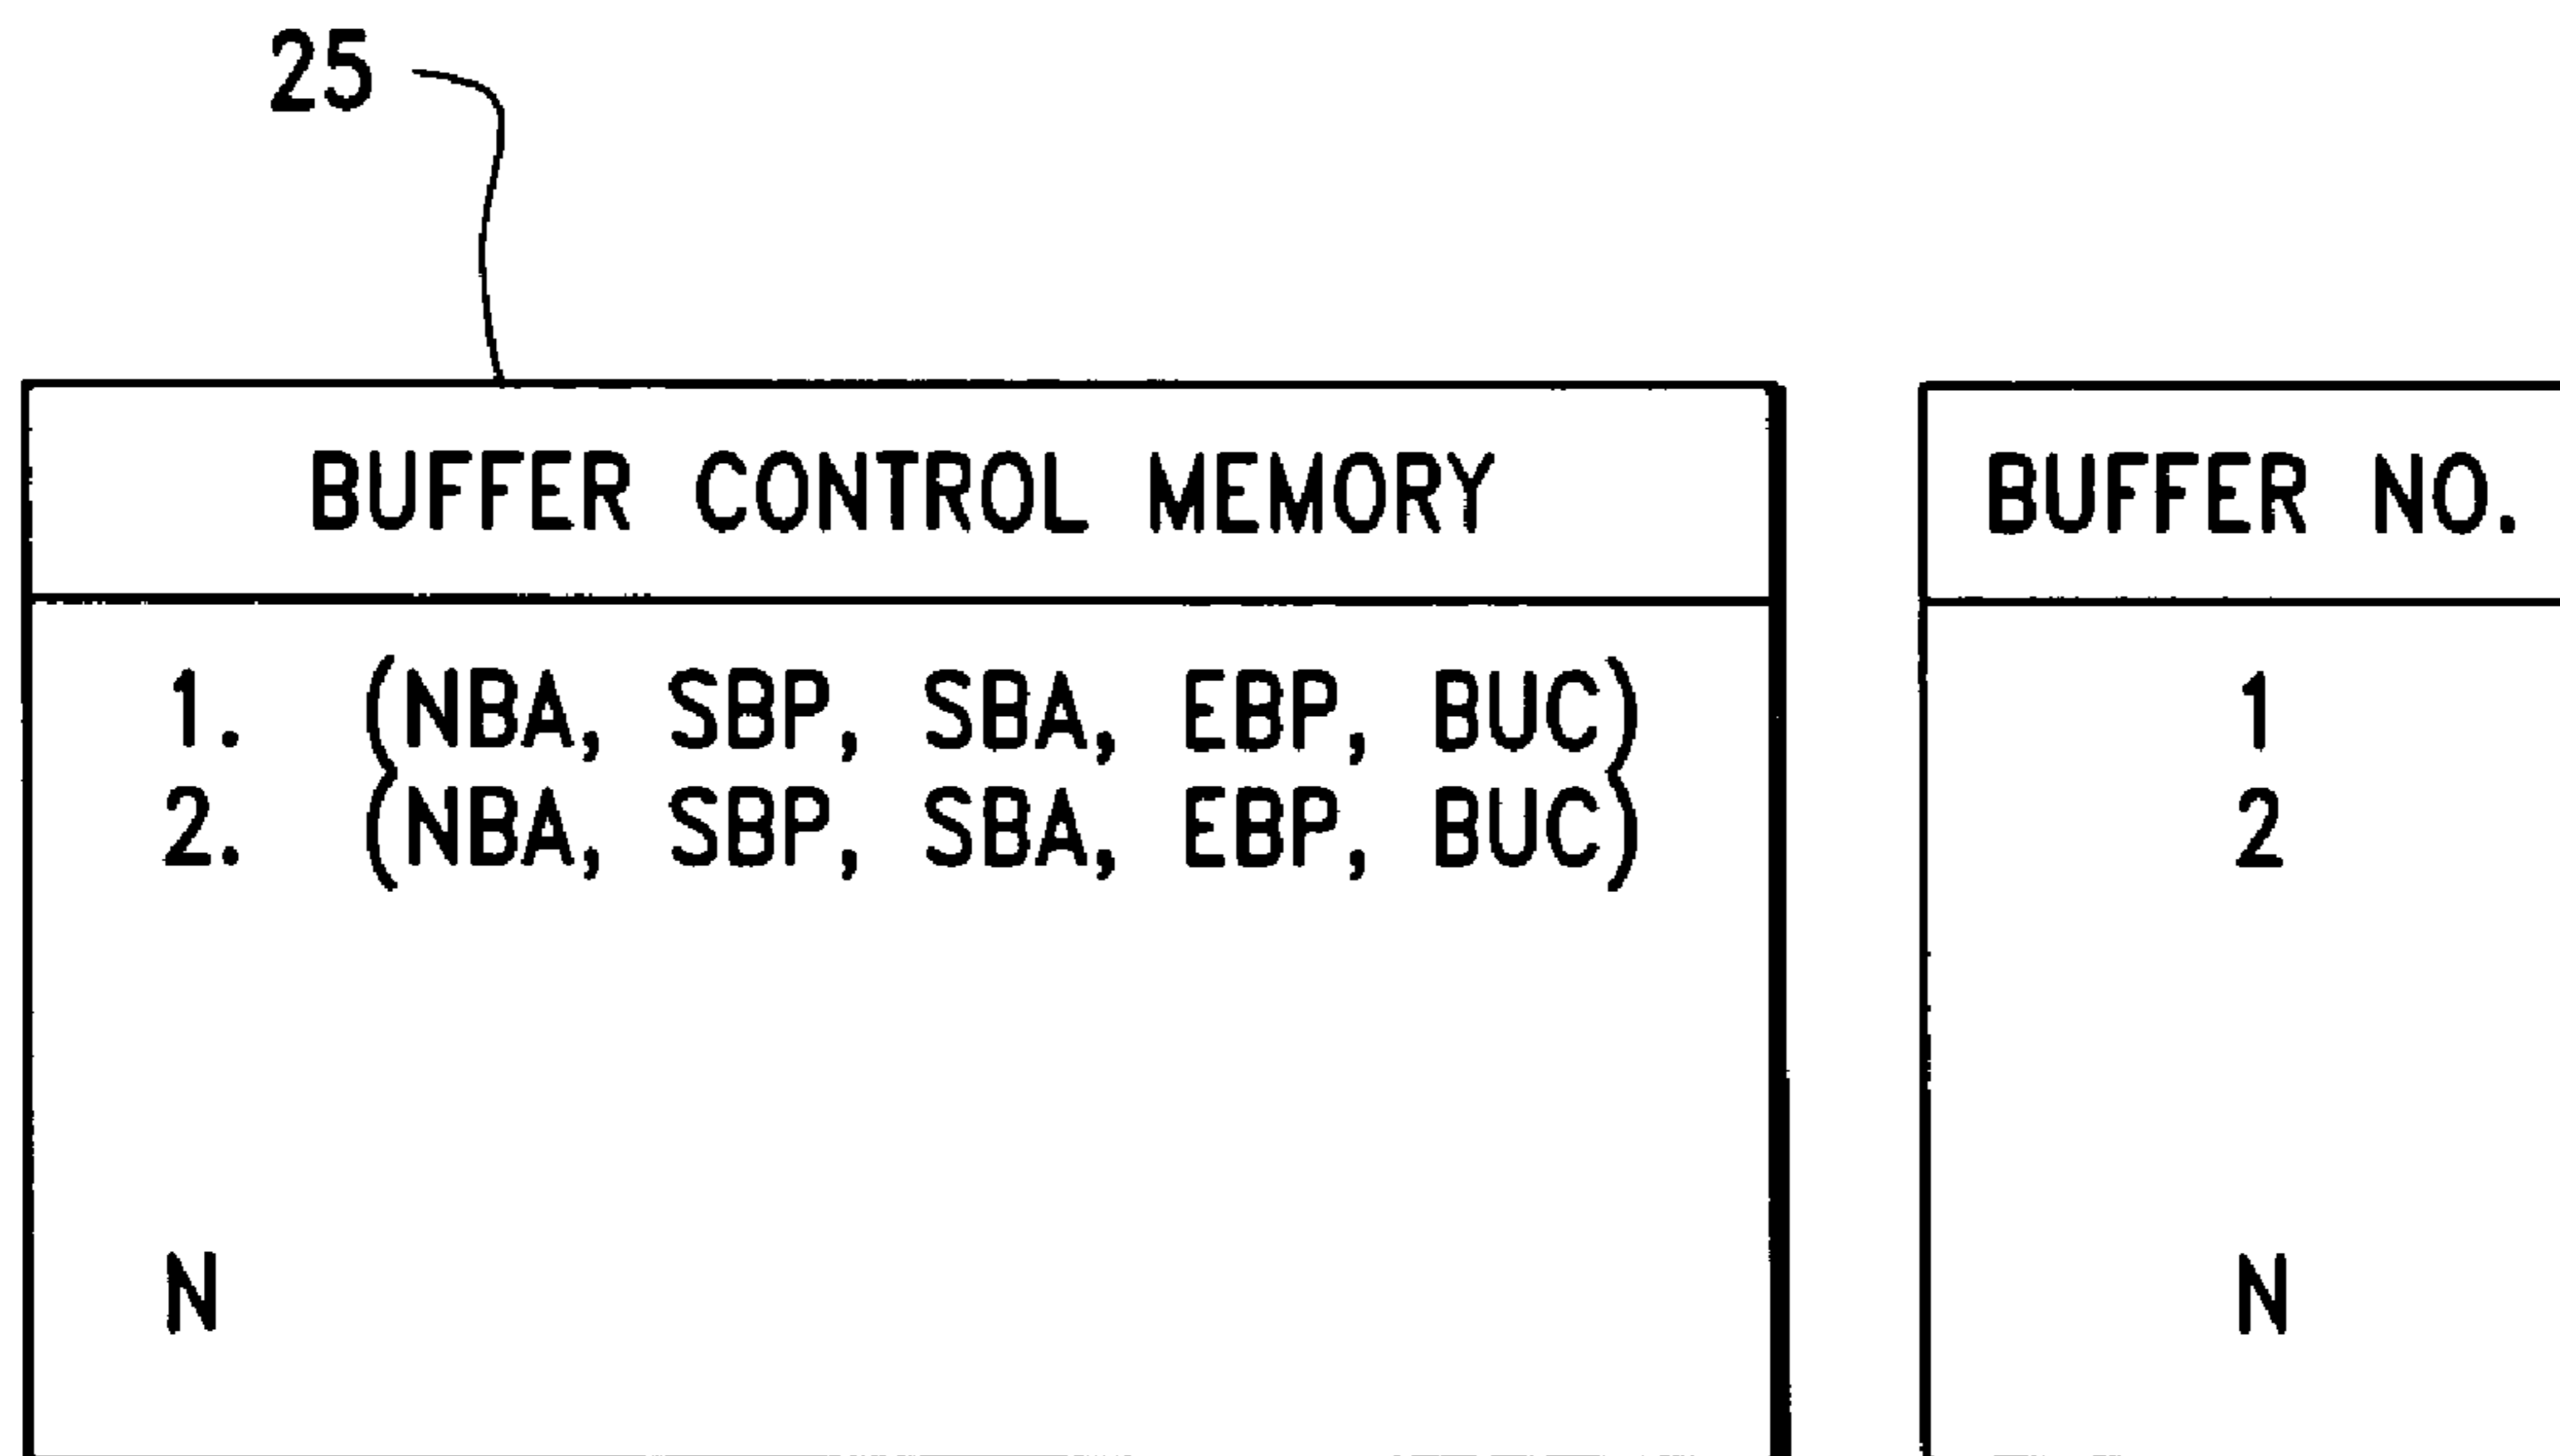 25
BUFFER CONTROL MEMORY
1. (NBA, SBP, SBA, EBP, BUC)
2. (NBA, SBP, SBA, EBP, BUC)
N
BUFFER NO.
1
2
N